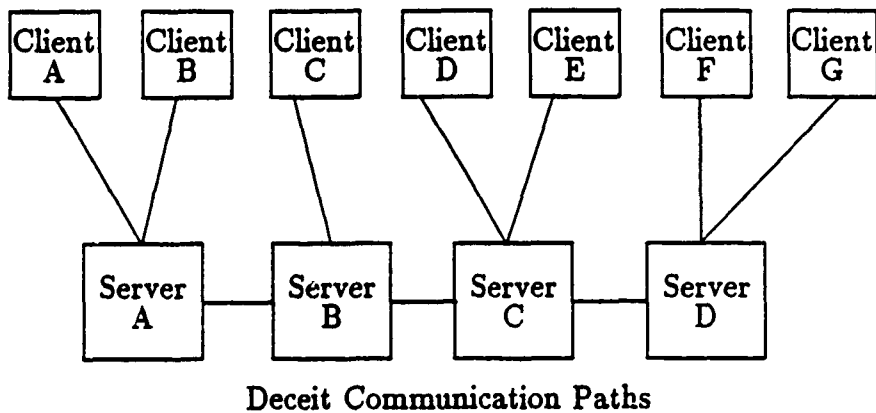 Client Client Client Client Client Client Client
A B C D E F G
Server Server Server Server
A B C D
Deceit Communication Paths